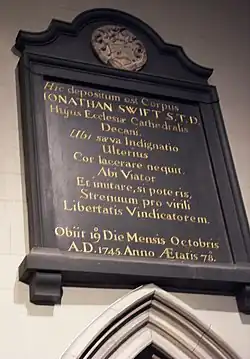 Hic depositum est Corpus
IONATHAN SWIFT S.T.D.
Hujus Ecclesiæ Cathedralis
Decani,
Ubi sæva Indignatio
Ulterius
Cor lacerare nequit.
Abi Viator
Et imitare, si poteris,
Strenuum pro virili
Libertatis Vindicatorem.
Obiit 19 Die Mensis Octobris
A.D. 1745. Anno Ætatis 78.